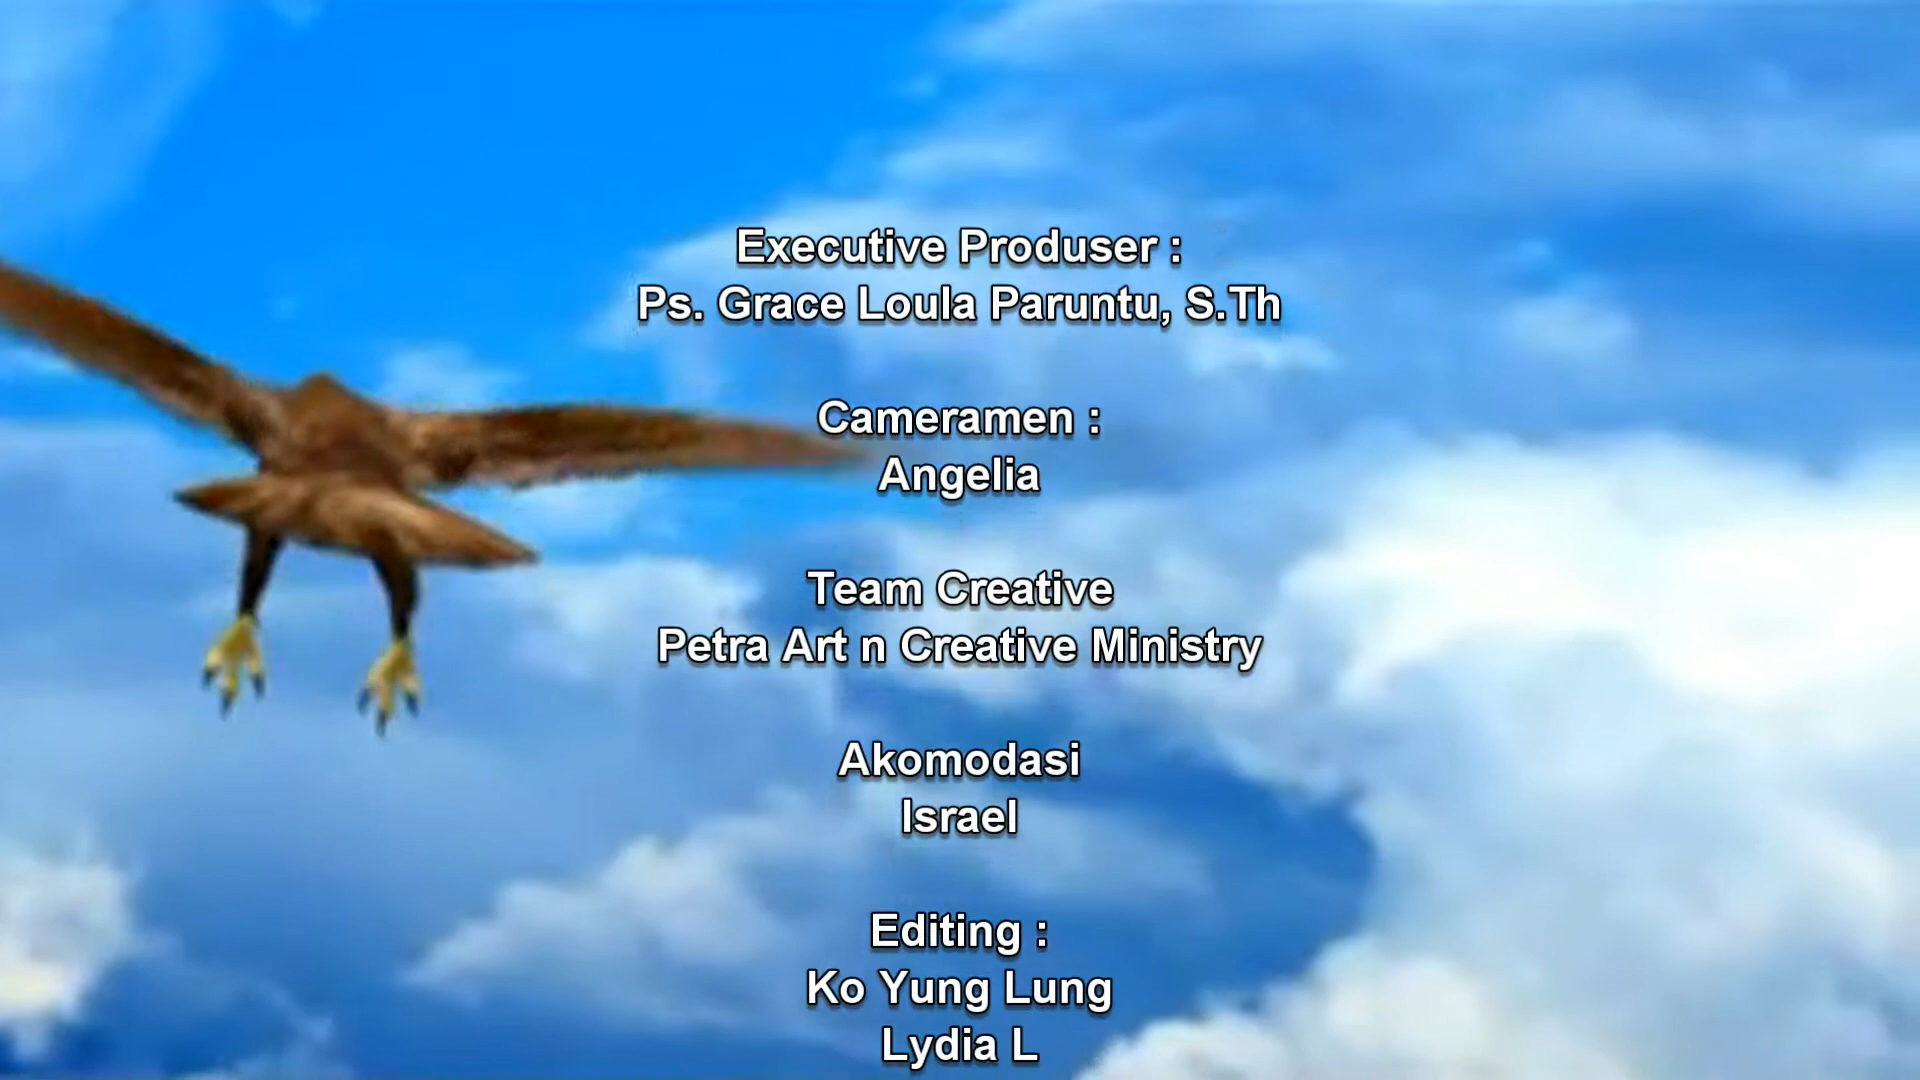 Executive Produser :
Ps. Grace Loula Paruntu, S.Th
Cameramen :
Angelia
Team Creative
Petra Art n Creative Ministry
Akomodasi
Israel
Editing :
Ko Yung Lung
Lydia L